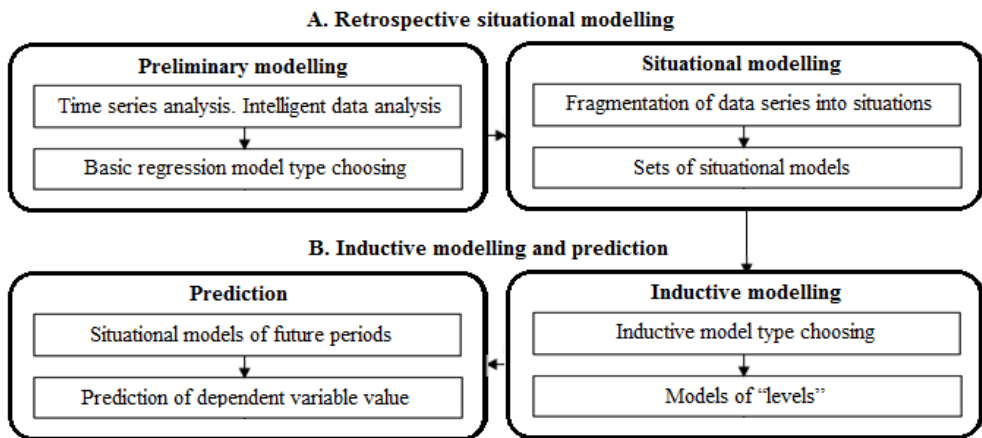 A. Retrospective situational modelling
Preliminary modelling
Time series analysis. Intelligent data analysis
Basic regression model type choosing
Situational modelling
Fragmentation of data series into situations
Sets of situational models
B. Inductive modelling and prediction
Prediction
Situational models of future periods
Prediction of dependent variable value
Inductive modelling
Inductive model type choosing
Models of “levels”